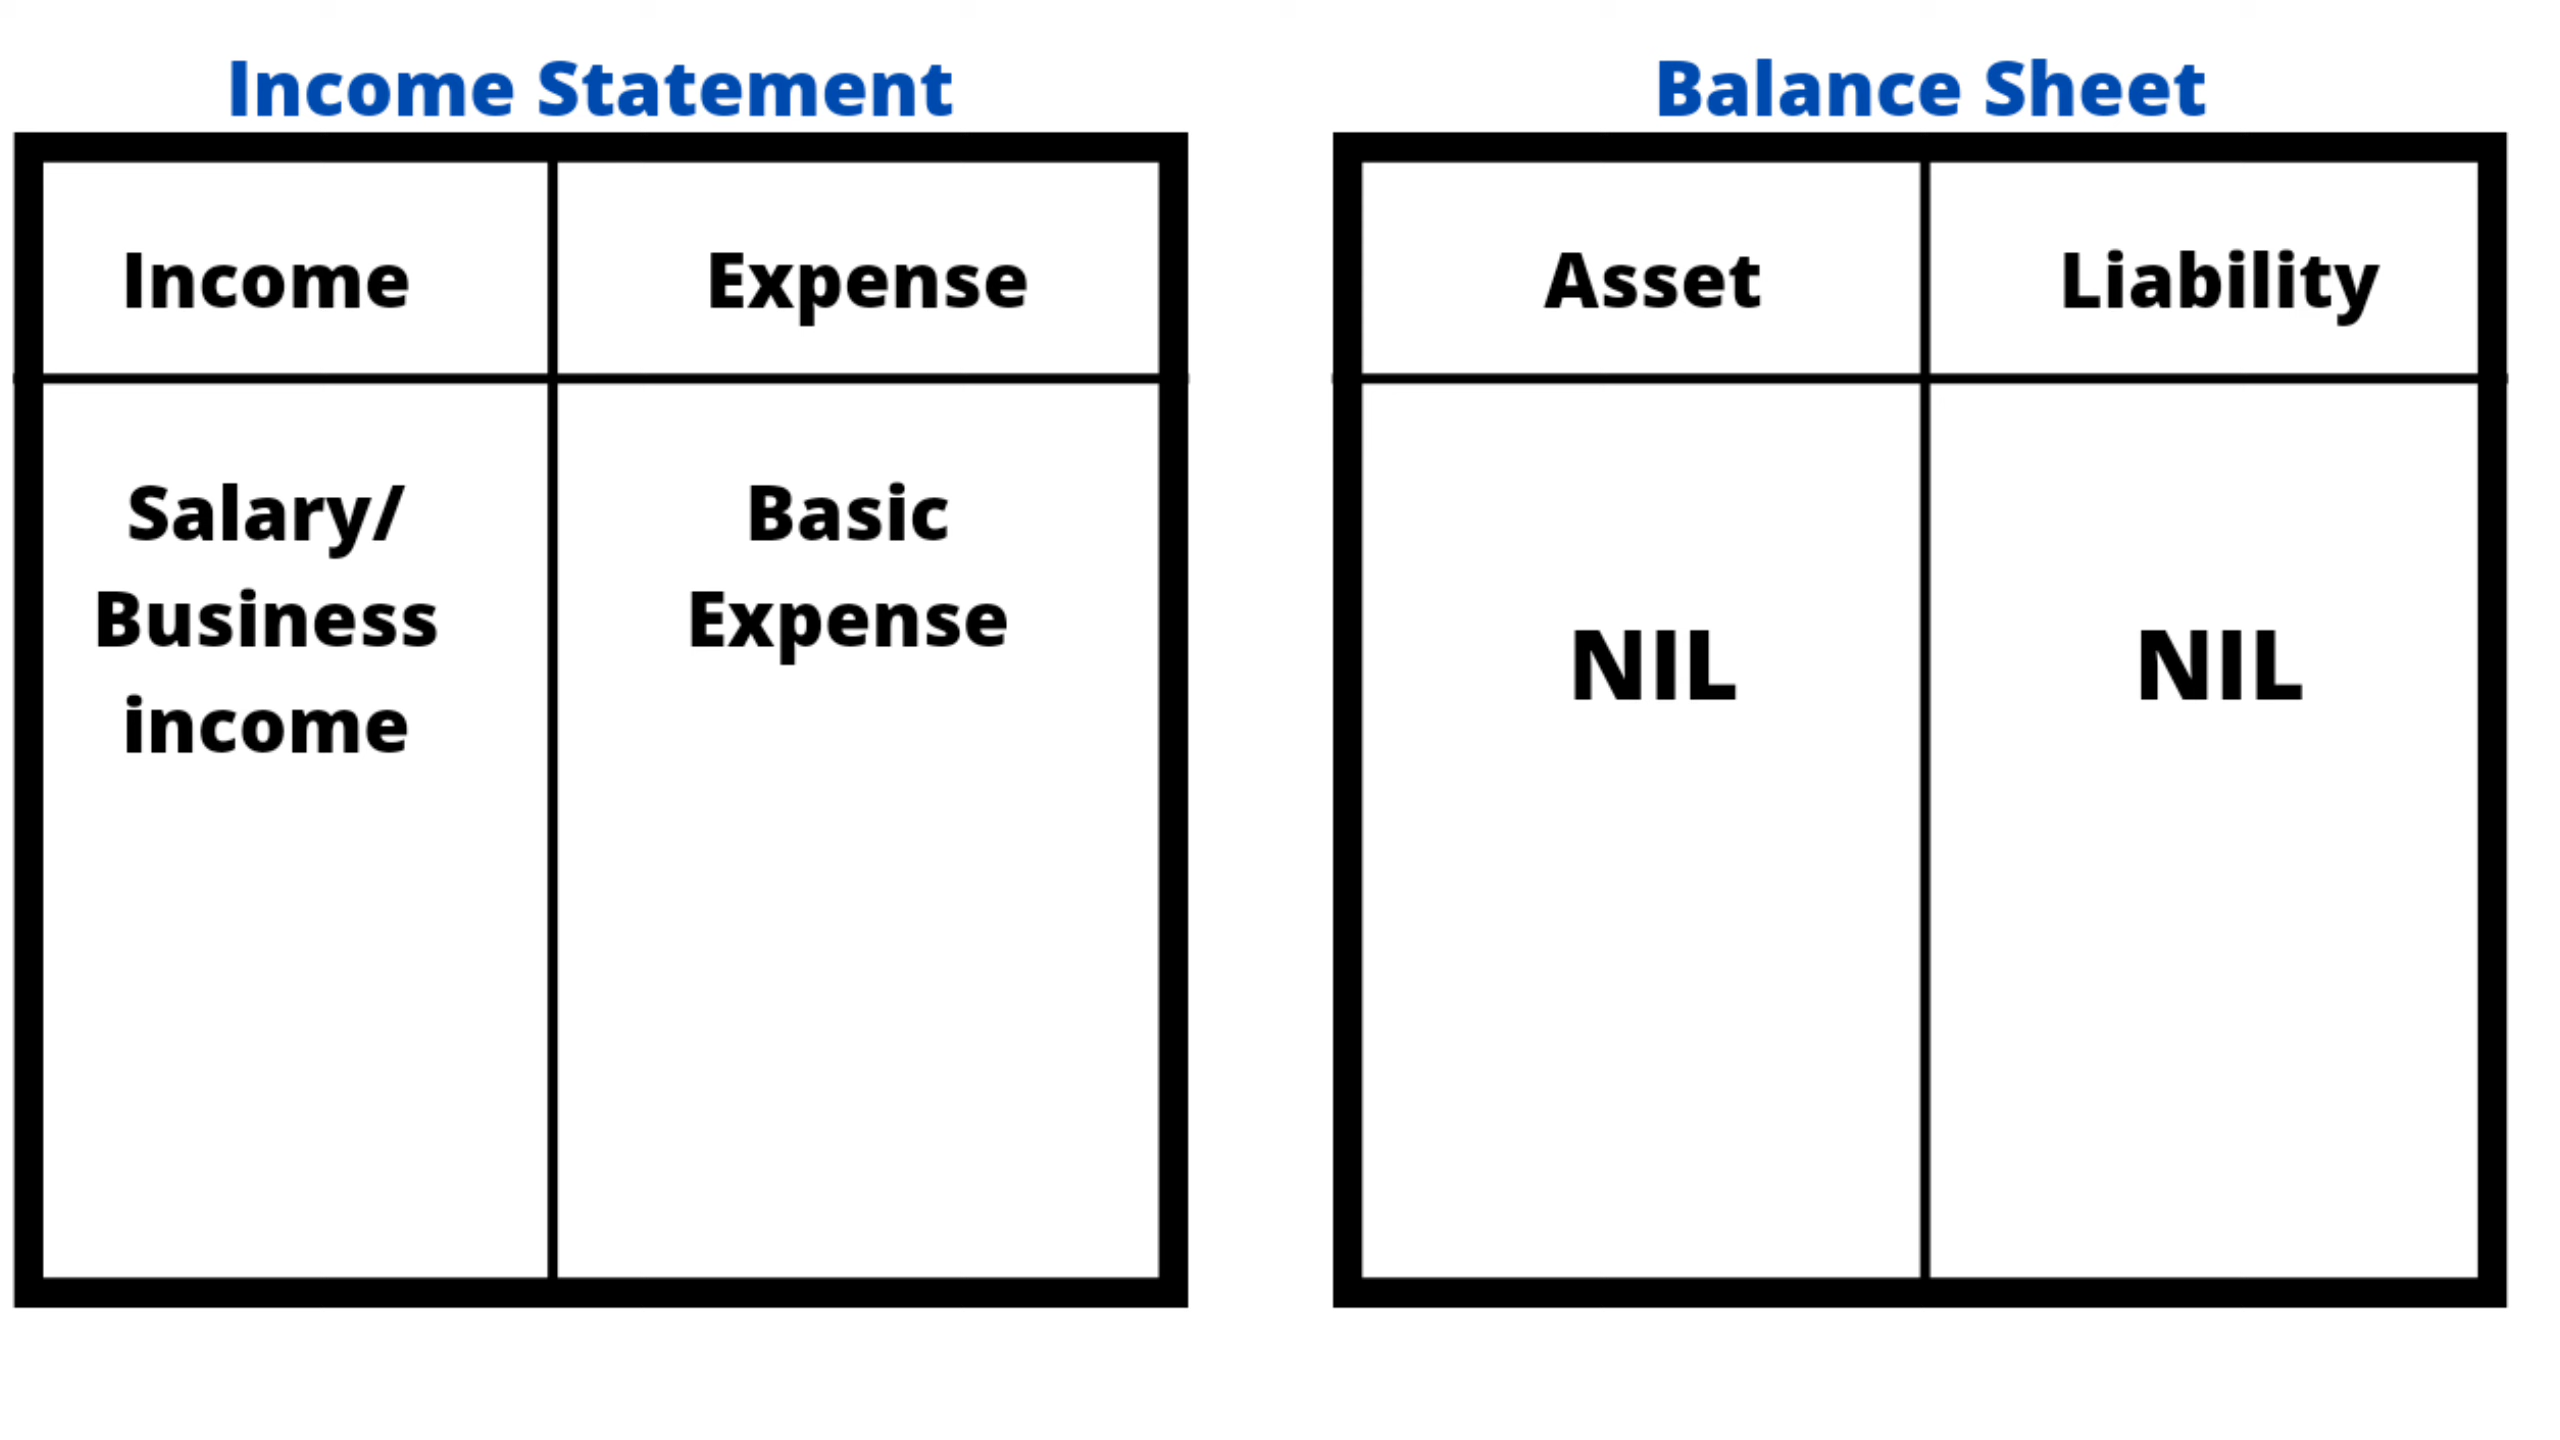 Income Statement
Income Expense
Salary/
Business
income
Basic
Expense
Balance Sheet
Asset Liability
NIL NIL